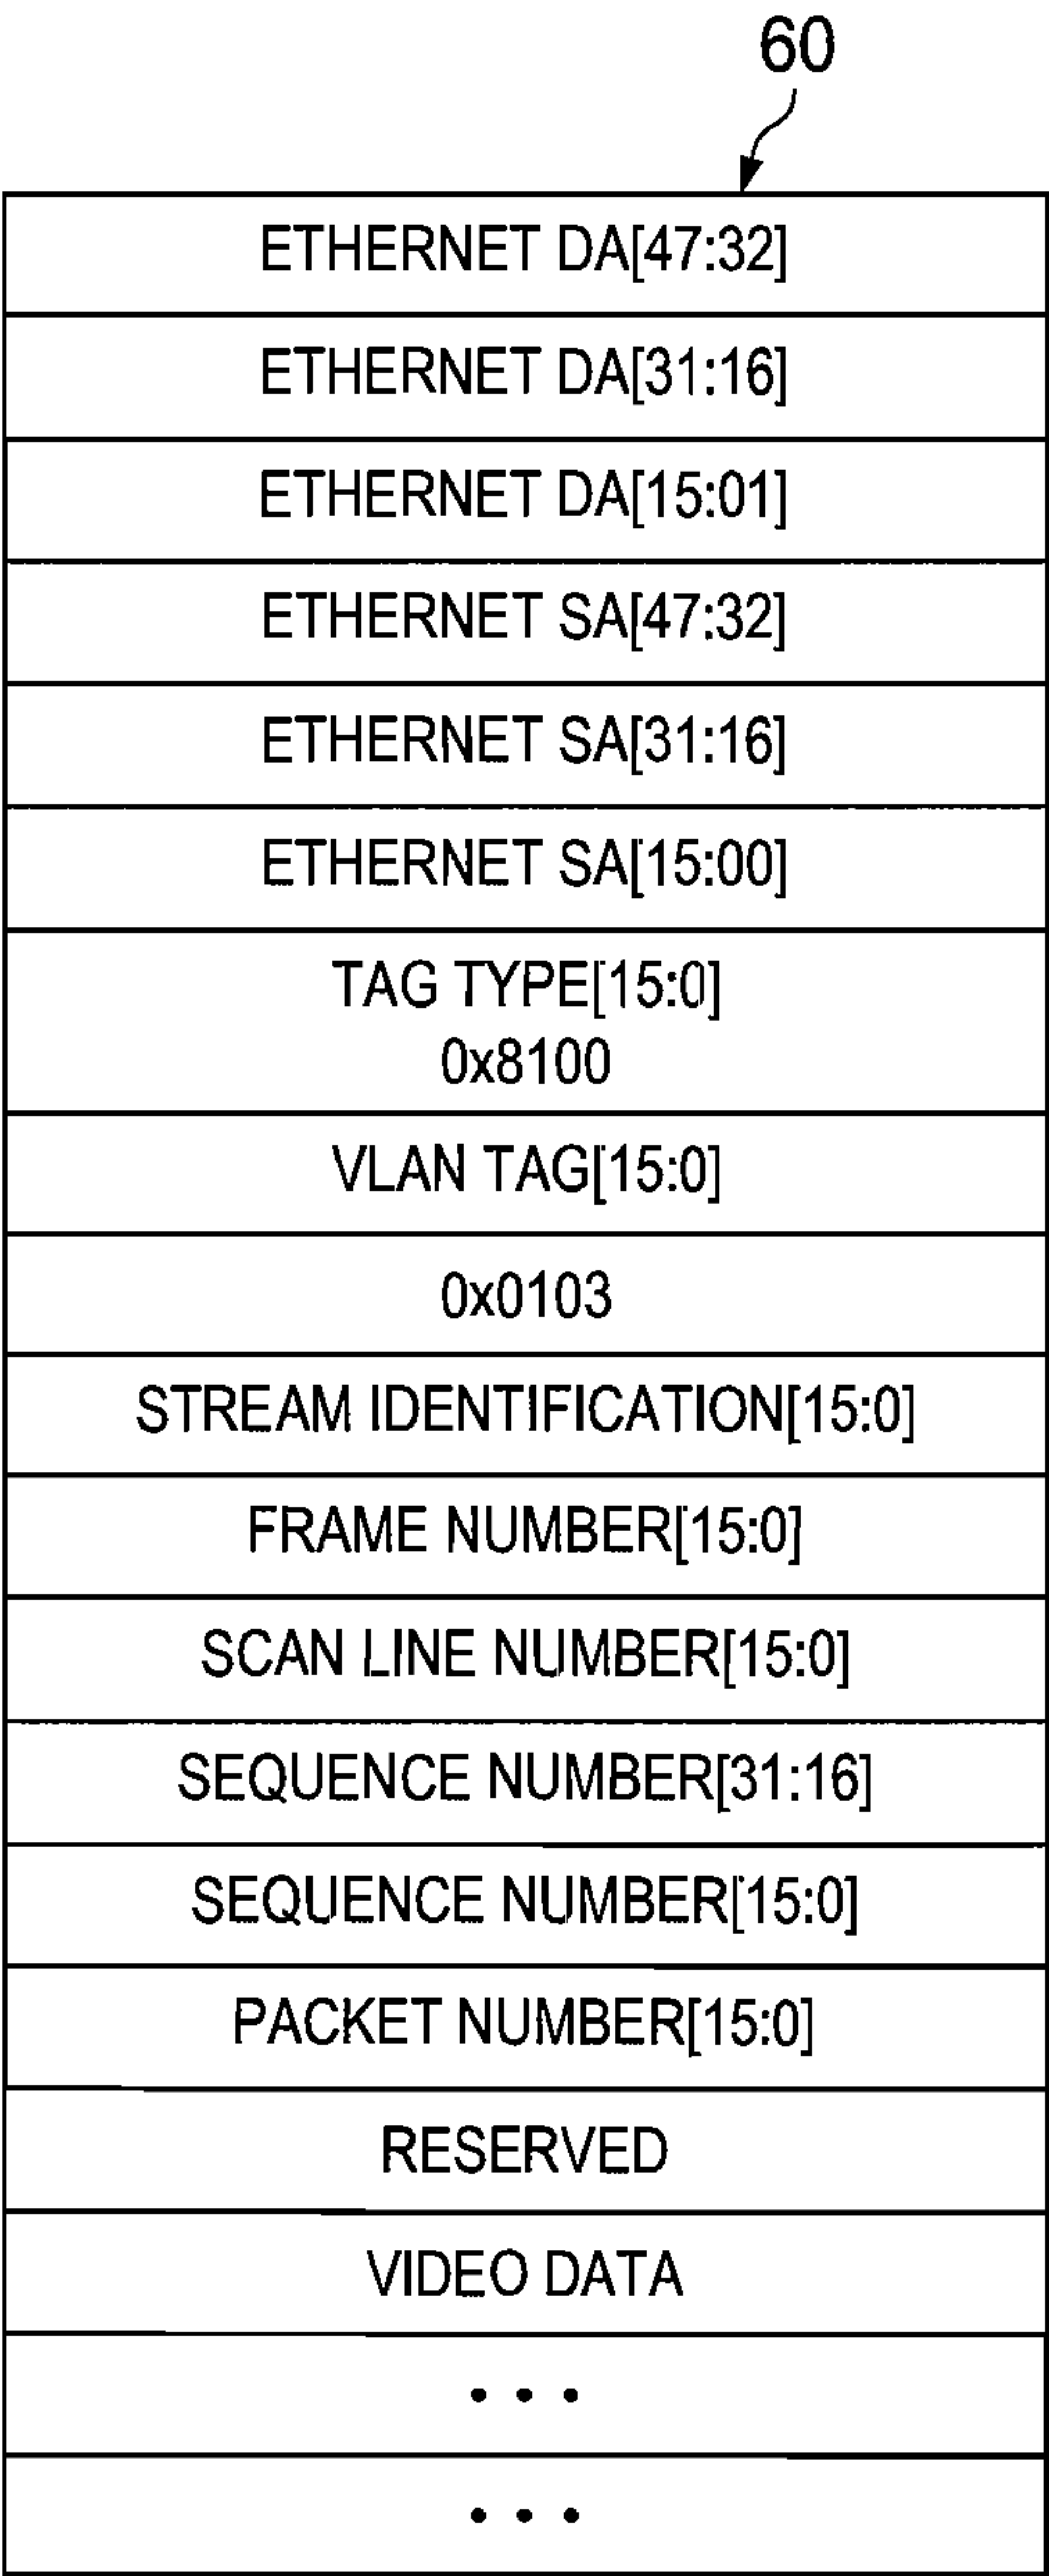 60
ETHERNET DA[47:32]
ETHERNET DA[31:16]
ETHERNET DA[15:01]
ETHERNET SA[47:32]
ETHERNET SA[31:16]
ETHERNET SA[15:00]
TAG TYPE[15:0]
0x8100
VLAN TAG[15:0]
0x0103
STREAM IDENTIFICATION[15:0]
FRAME NUMBER[15:0]
SCAN LINE NUMBER[15:0]
SEQUENCE NUMBER[31:16]
SEQUENCE NUMBER[15:0]
PACKET NUMBER[15:0]
RESERVED
VIDEO DATA
• • •
• • •